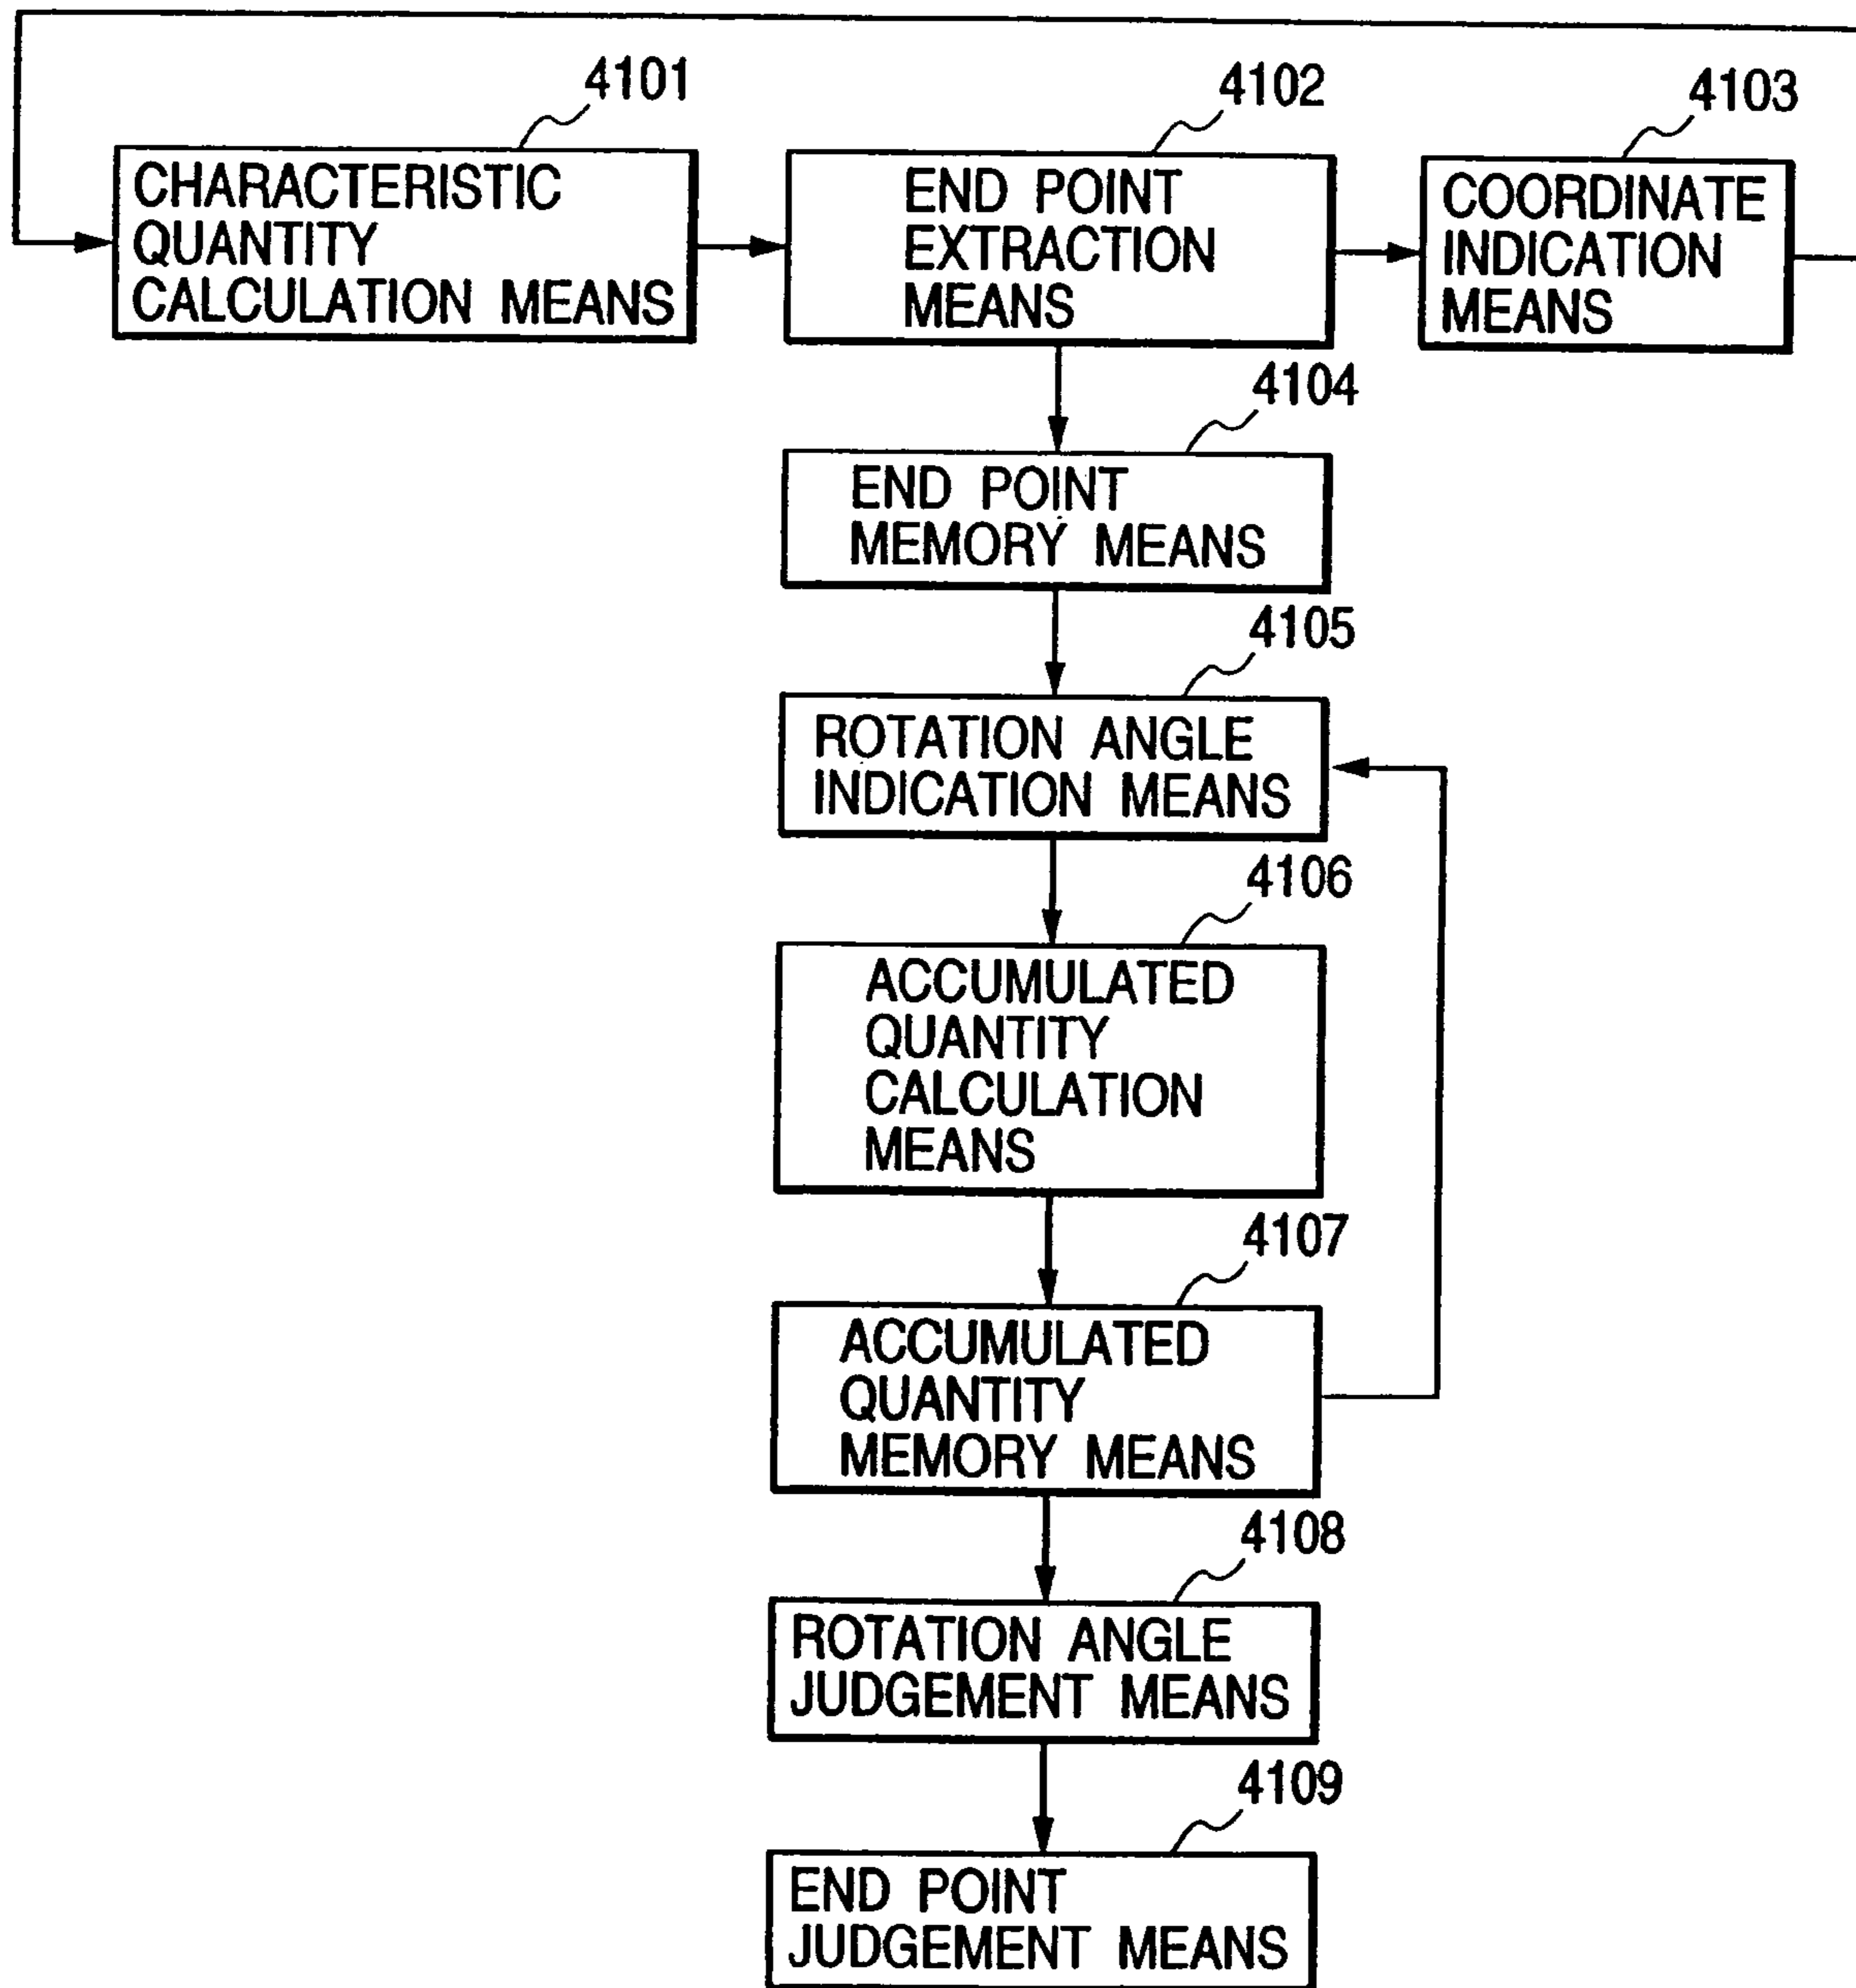 4101
4102
4103
CHARACTERISTIC
QUANTITY
CALCULATION MEANS
END POINT
EXTRACTION
MEANS
COORDINATE
INDICATION
MEANS
4104
END POINT
MEMORY MEANS
4105
ROTATION ANGLE
INDICATION MEANS
4106
ACCUMULATED
QUANTITY
CALCULATION
MEANS
4107
ACCUMULATED
QUANTITY
MEMORY MEANS
4108
ROTATION ANGLE
JUDGEMENT MEANS
4109
END POINT
JUDGEMENT MEANS